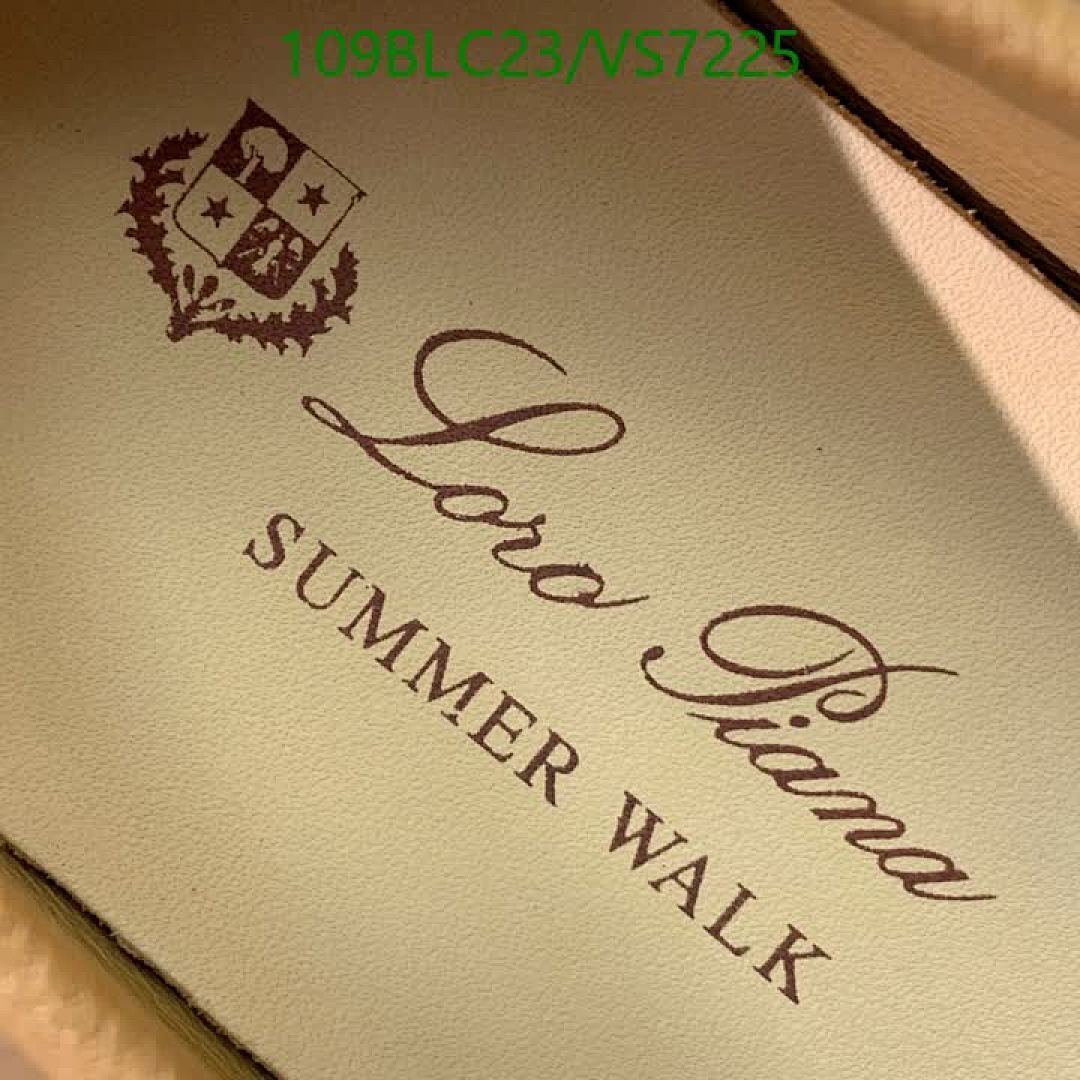 109BLC23/VS7225
Loro Piana
SUMMER WALK